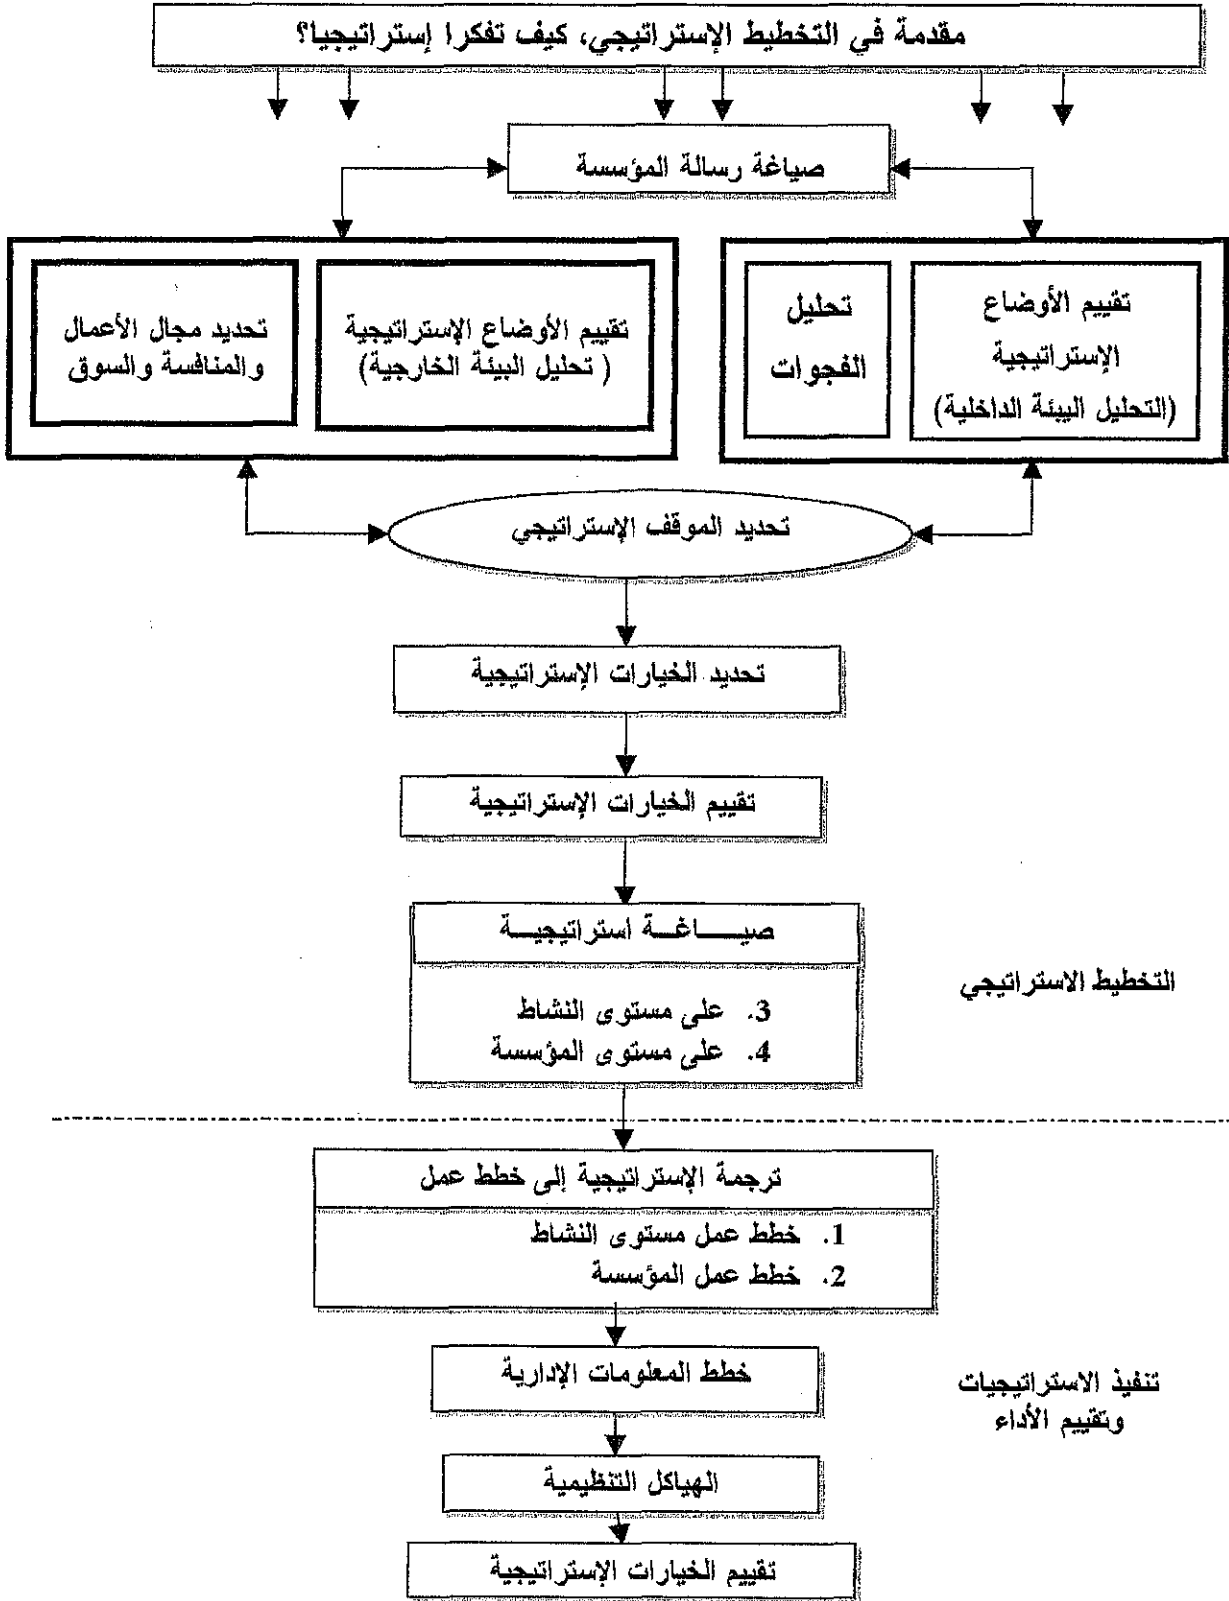 مقدمة في التخطيط الإستراتيجي، كيف تفكرا إستراتيجيا؟
صياغة رسالة المؤسسة
تقييم الأوضاع
الإستراتيجية
(التحليل البيئة الداخلية)
تحليل
الفجوات
تقييم الأوضاع الإستراتيجية
( تحليل البيئة الخارجية)
تحديد مجال الأعمال
والمنافسة والسوق
تحديد الموقف الإستراتيجي
تحديد الخيارات الإستراتيجية
تقييم الخيارات الإستراتيجية
صيـــــاغـــة استراتيجيـــة
3. على مستوى النشاط
4. على مستوى المؤسسة
التخطيط الاستراتيجي
ترجمة الإستراتيجية إلى خطط عمل
1. خطط عمل مستوى النشاط
2. خطط عمل المؤسسة
خطط المعلومات الإدارية
تنفيذ الاستراتيجيات
وتقييم الأداء
الهياكل التنظيمية
تقييم الخيارات الإستراتيجية